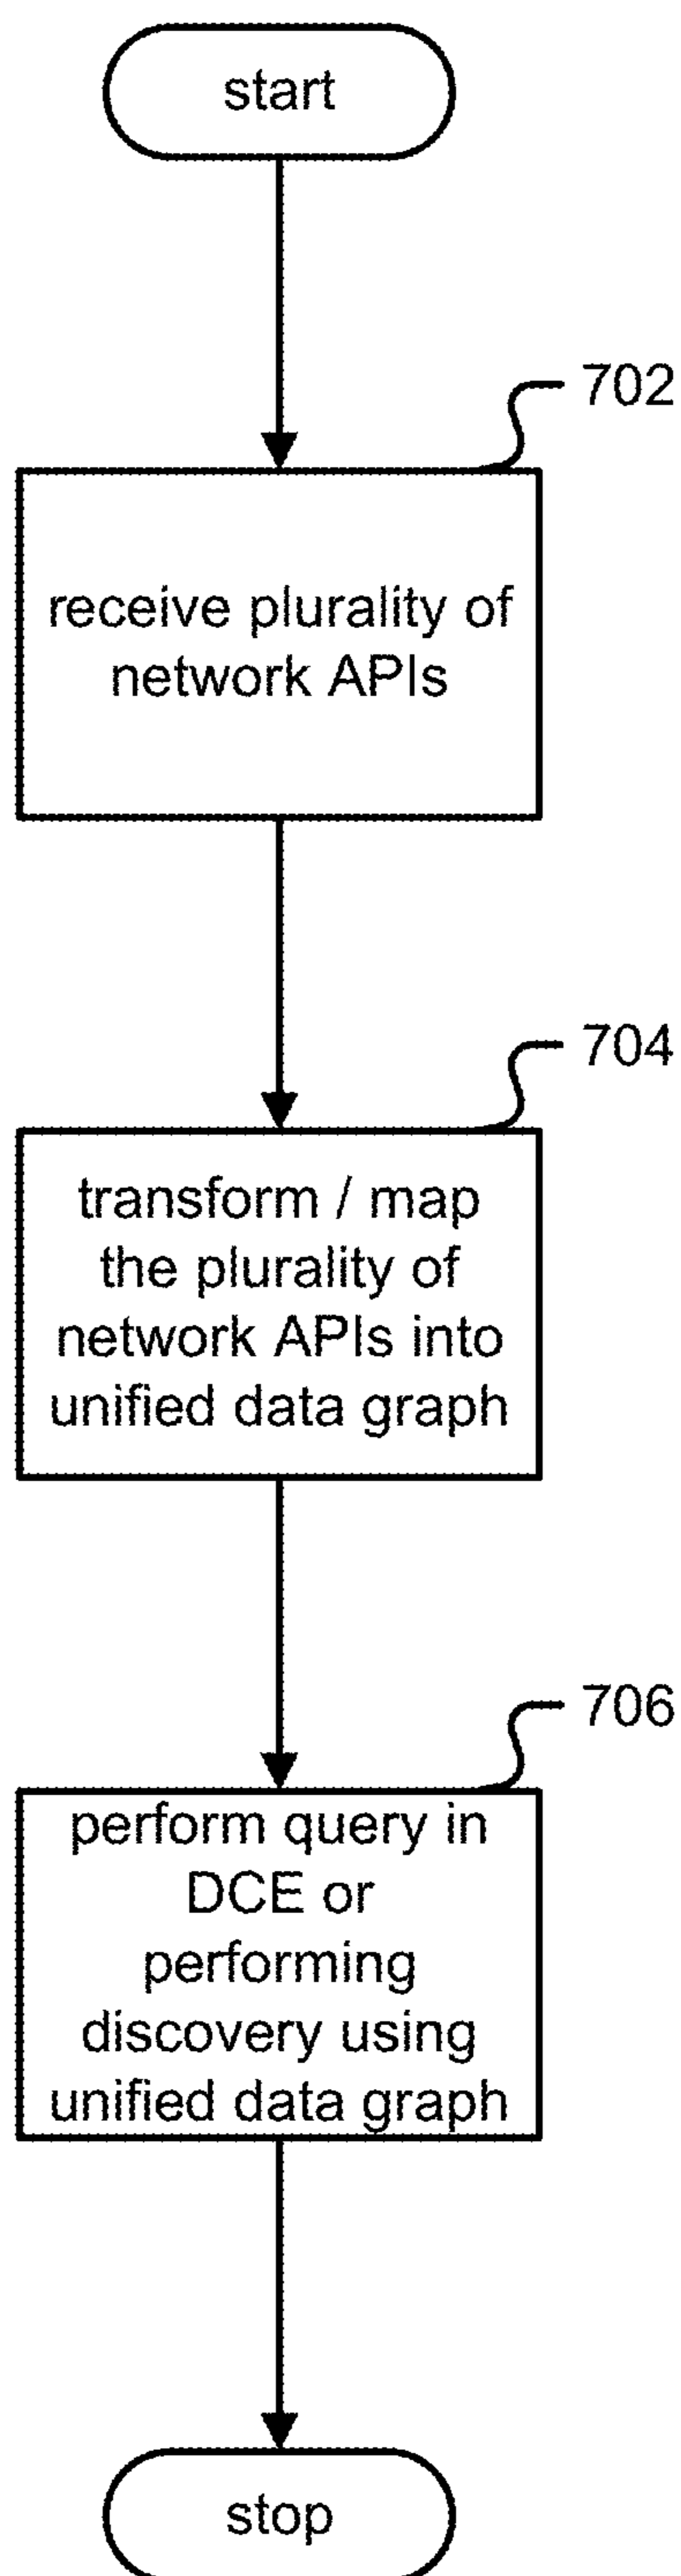 start
702
receive plurality of
network APIs
704
transform / map
the plurality of
network APIs into
unified data graph
706
perform query in
DCE or
performing
discovery using
unified data graph
stop